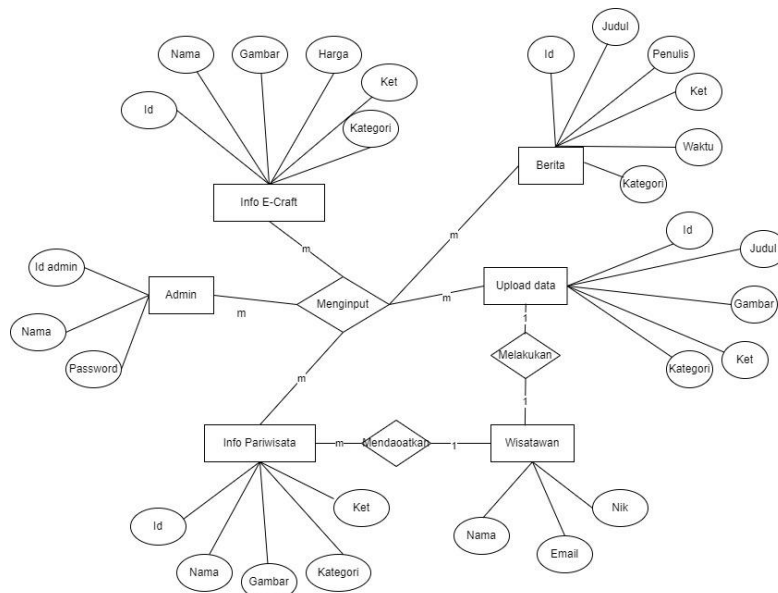 Nama
Gambar
Harga
Ket
Id
Kategori
Info E-Craft
Judul
Id
Penulis
Ket
Waktu
Berita
Kategori
m
m
Id admin
Admin
Nama
Password
m
Menginput
m
Upload data
Id
Judul
Gambar
Ket
Kategori
1
Melakukan
1
m
Info Pariwisata
m
Mendaoatkan
1
Wisatawan
Id
Nama
Gambar
Kategori
Ket
Nama
Email
Nik